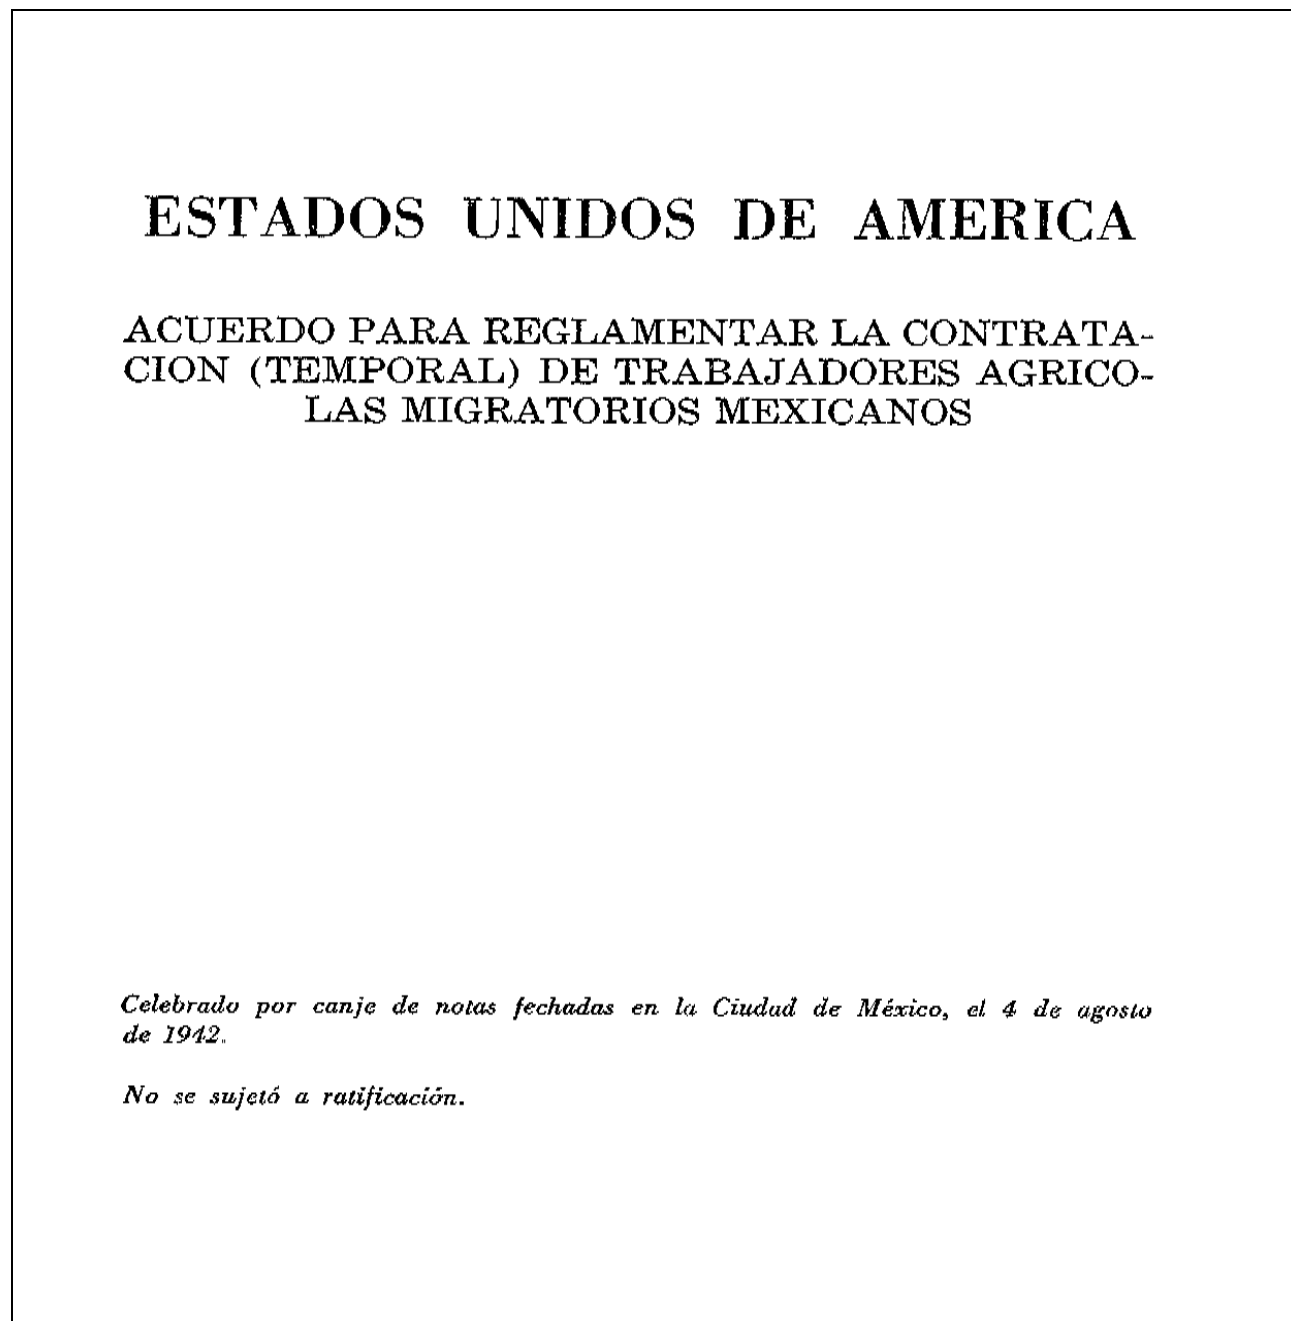 ESTADOS UNIDOS DE AMERICA
ACUERDO PARA REGLAMENTAR LA CONTRATA-
CION (TEMPORAL) DE TRABAJADORES AGRICO-
LAS MIGRATORIOS MEXICANOS
Celebrado por canje de notas fechadas en la Ciudad de México, el 4 de agosto
de 1942.
No se sujetó a ratificación.